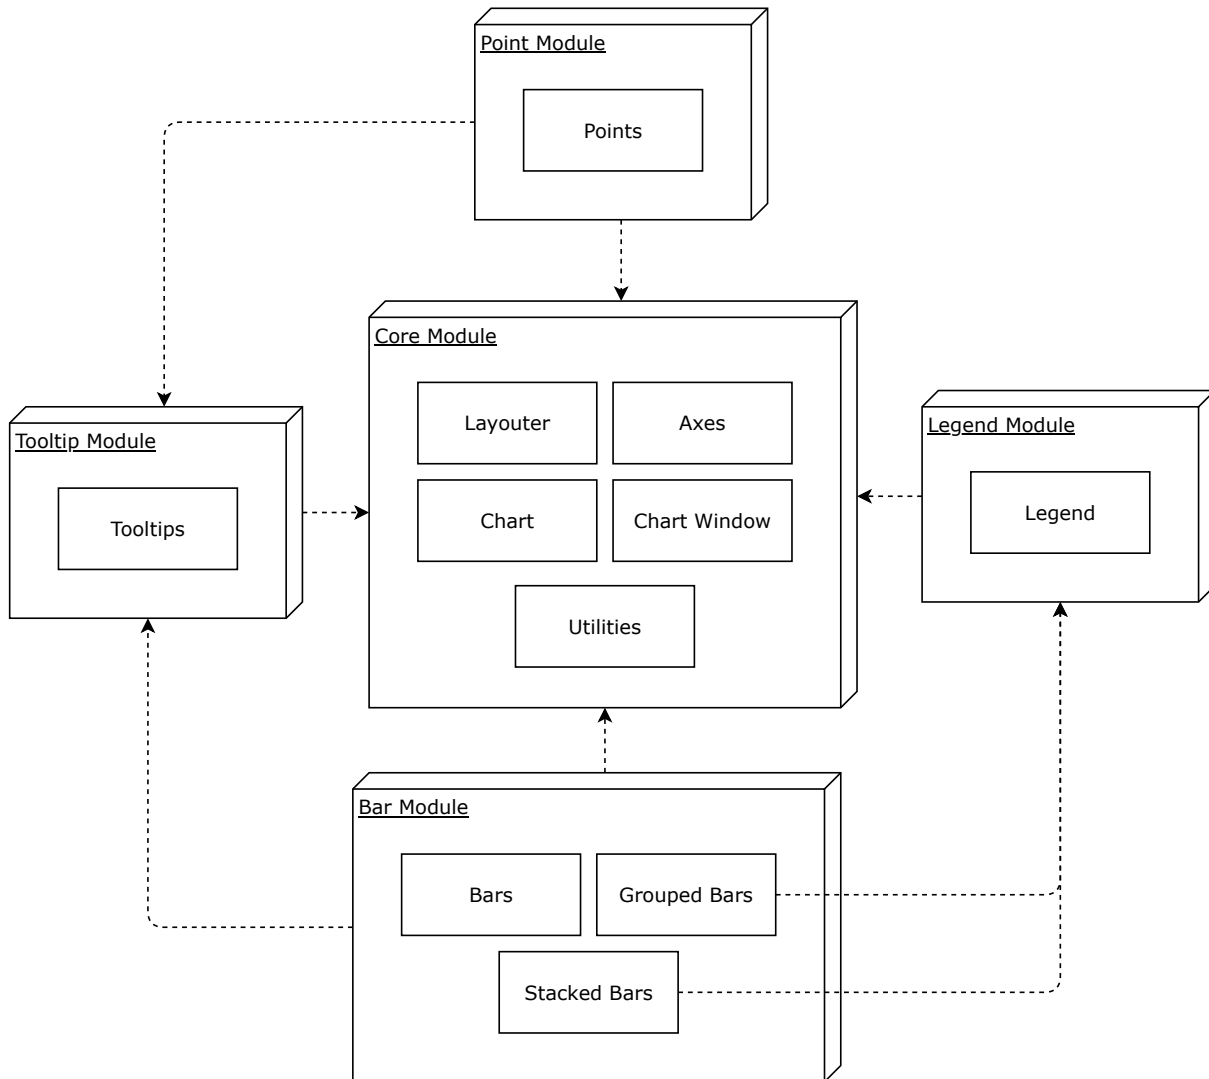 Point Module
Points
Core Module
Layouter
Axes
Chart
Chart Window
Utilities
Tooltip Module
Tooltips
Legend Module
Legend
Bar Module
Bars
Grouped Bars
Stacked Bars